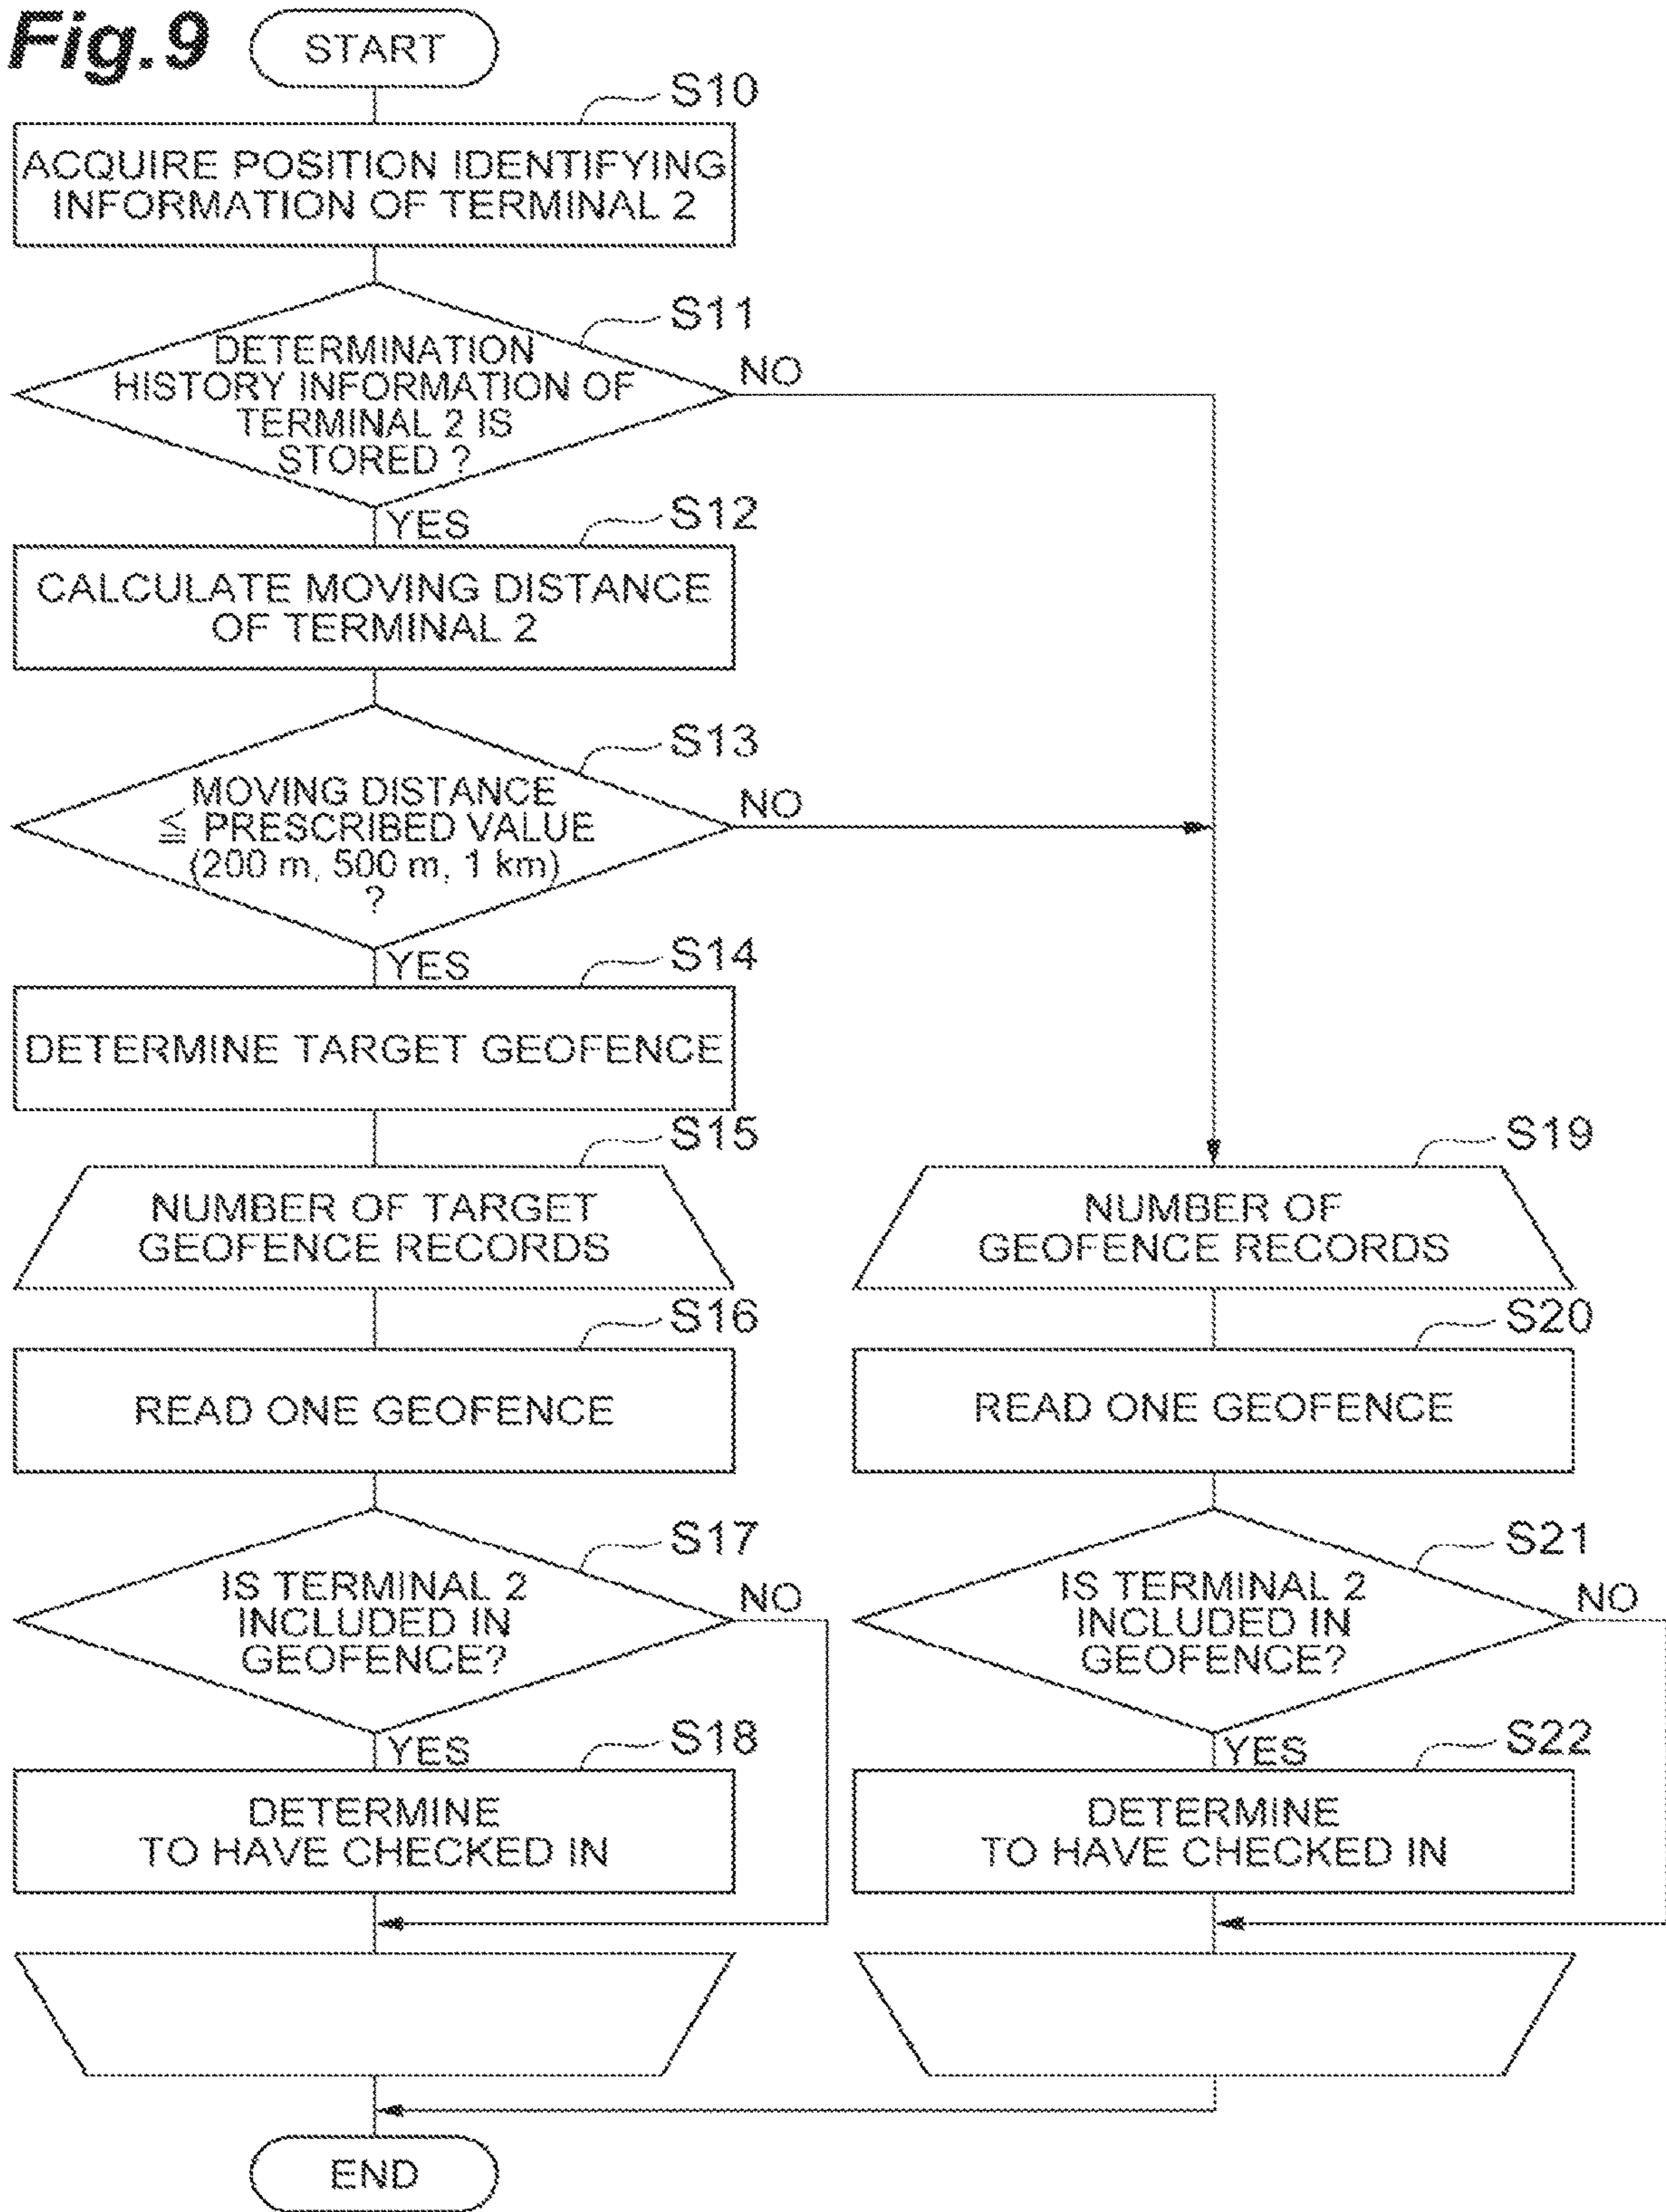 Fig.9
START
S10
ACQUIRE POSITION IDENTIFYING
INFORMATION OF TERMINAL 2
S11
DETERMINATION
HISTORY INFORMATION OF
TERMINAL 2 IS
STORED ?
NO
YES
S12
CALCULATE MOVING DISTANCE
OF TERMINAL 2
S13
MOVING DISTANCE
≦ PRESCRIBED VALUE
(200 m, 500 m, 1 km)
?
NO
YES
S14
DETERMINE TARGET GEOFENCE
S15
NUMBER OF TARGET
GEOFENCE RECORDS
S16
READ ONE GEOFENCE
S17
IS TERMINAL 2
INCLUDED IN
GEOFENCE?
NO
YES
S18
DETERMINE
TO HAVE CHECKED IN
S19
NUMBER OF
GEOFENCE RECORDS
S20
READ ONE GEOFENCE
S21
IS TERMINAL 2
INCLUDED IN
GEOFENCE?
NO
YES
S22
DETERMINE
TO HAVE CHECKED IN
END